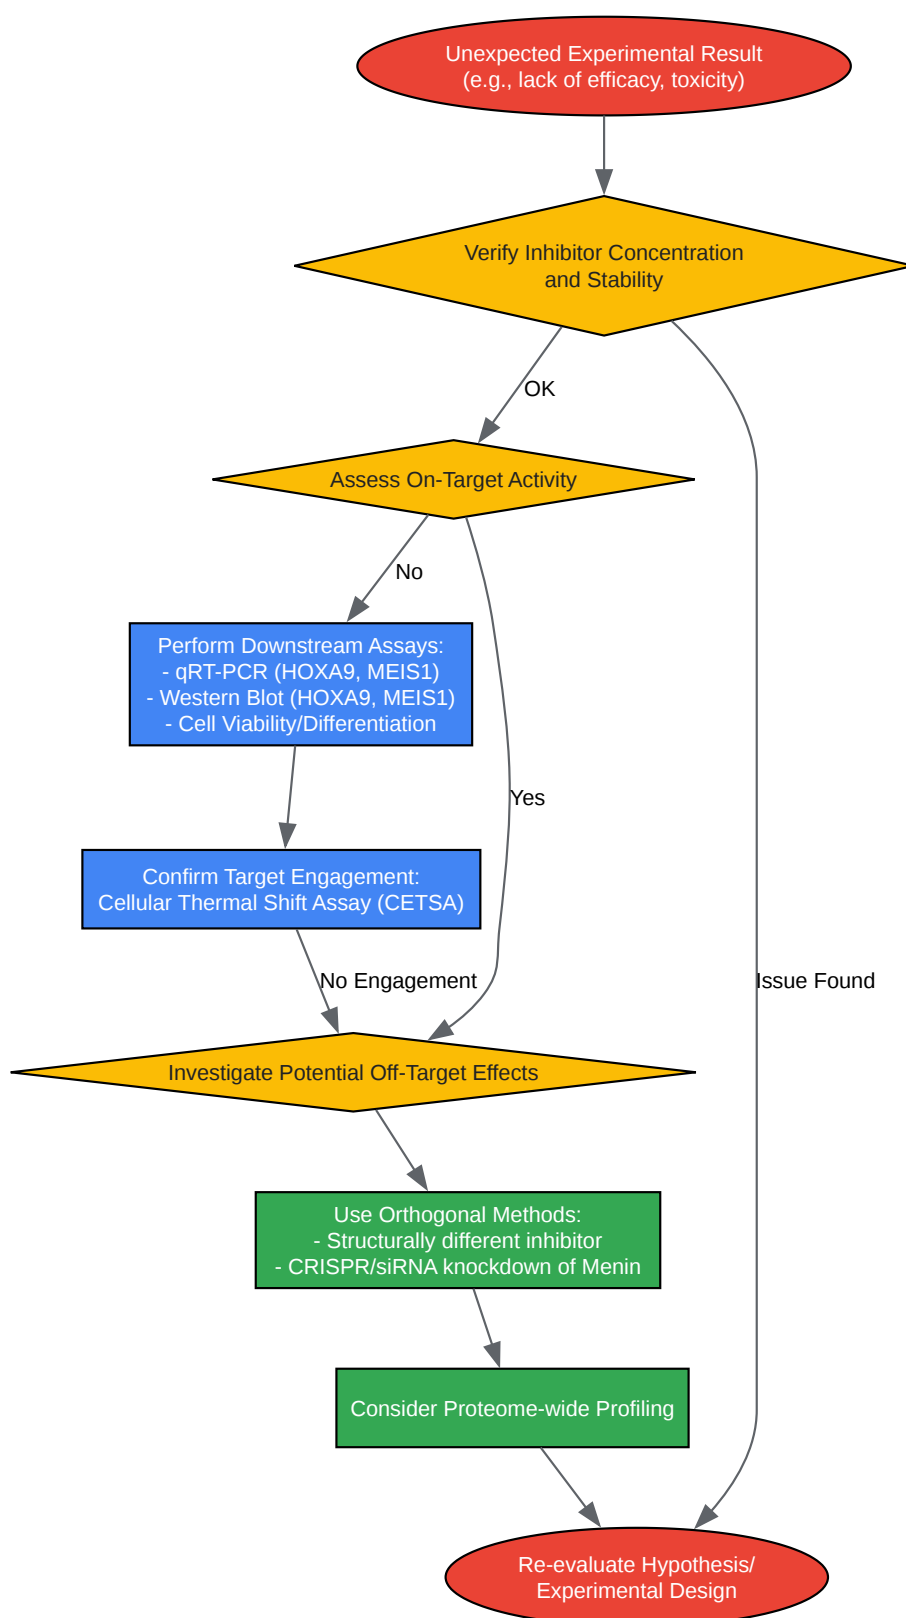 Unexpected Experimental Result
(e.g., lack of efficacy, toxicity)
Verify Inhibitor Concentration
and Stability
OK
Assess On-Target Activity
No
Perform Downstream Assays:
- qRT-PCR (HOXA9, MEIS1)
- Western Blot (HOXA9, MEIS1)
- Cell Viability/Differentiation
Yes
Confirm Target Engagement:
Cellular Thermal Shift Assay (CETSA)
No Engagement
Issue Found
Investigate Potential Off-Target Effects
Use Orthogonal Methods:
- Structurally different inhibitor
- CRISPR/siRNA knockdown of Menin
Consider Proteome-wide Profiling
Re-evaluate Hypothesis/
Experimental Design